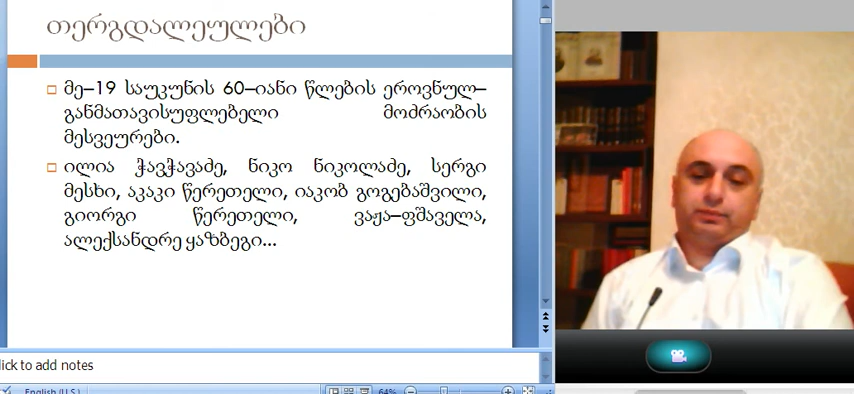 თერგდალეულები
მე–19 საუკუნის 60–იანი წლების ეროვნულ–
განმათავისუფლებელი მოძრაობის
მესვეურები.
ილია ჭავჭავაძე, ნიკო ნიკოლაძე, სერგი
მესხი, აკაკი წერეთელი, იაკობ გოგებაშვილი,
გიორგი წერეთელი, ვაჟა–ფშაველა,
ალექსანდრე ყაზბეგი...
lick to add notes
English (U.S.)
64%